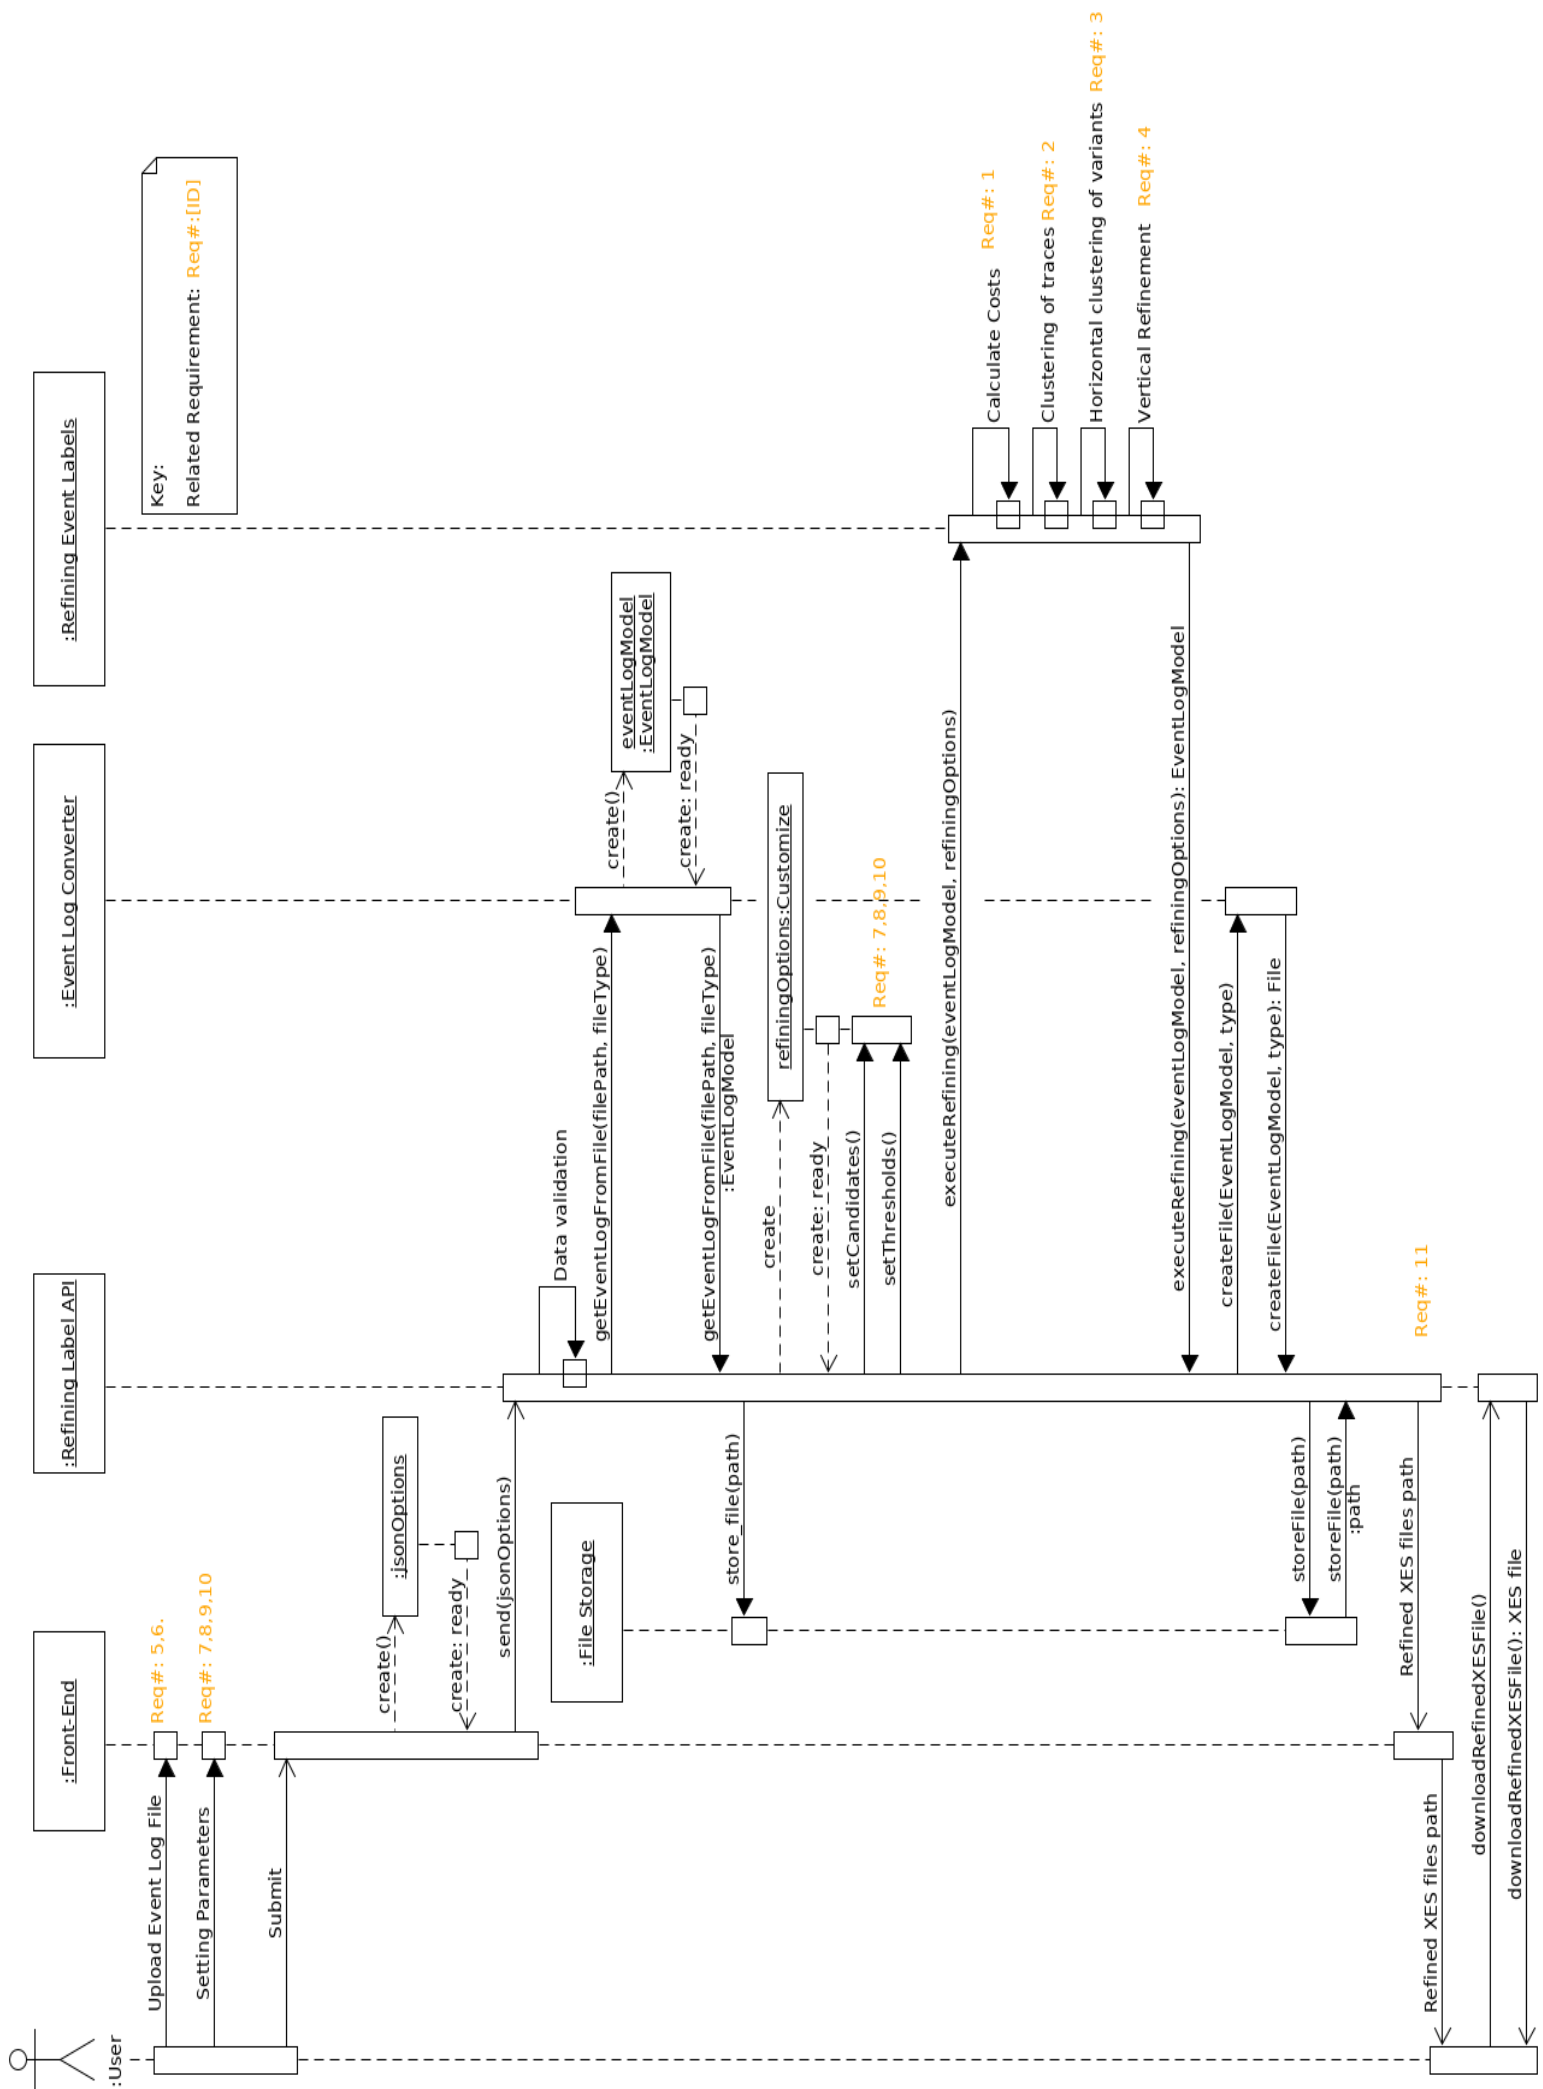 :User
:Front-End
:Refining Label API
:Event Log Converter
:Refining Event Labels
Key:
Related Requirement: Req#:[ID]
Upload Event Log File
Req#: 5,6.
Setting Parameters
Req#: 7,8,9,10
Submit
create()
:jsonOptions
create: ready
send(jsonOptions)
Data validation
:File Storage
getEventLogFromFile(filePath, fileType)
create()
eventLogModel
:EventLogModel
create: ready
getEventLogFromFile(filePath, fileType)
:EventLogModel
store_file(path)
create
refiningOptions:Customize
create: ready
setCandidates()
Req#: 7,8,9,10
setThresholds()
executeRefining(eventLogModel, refiningOptions)
Calculate Costs Req#: 1
Clustering of traces Req#: 2
Horizontal clustering of variants Req#: 3
Vertical Refinement Req#: 4
executeRefining(eventLogModel, refiningOptions): EventLogModel
createFile(EventLogModel, type)
createFile(EventLogModel, type): File
storeFile(path)
storeFile(path)
:path
Refined XES files path
Req#: 11
Refined XES files path
downloadRefinedXESFile()
downloadRefinedXESFile(): XES file